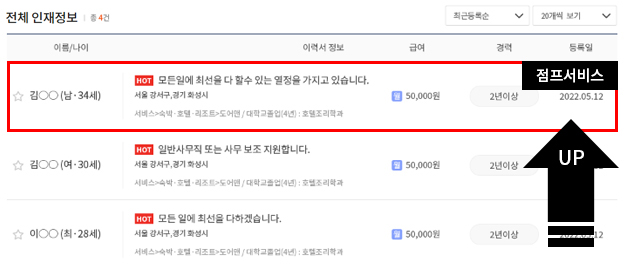 전체 인재정보 | 총 4건
최근등록순 20개씩 보기
이름/나이 이력서 정보 급여 경력 등록일
점프서비스
HOT 모든일에 최선을 다 할수 있는 열정을 가지고 있습니다.
김○○ (남·34세) 서울 강서구,경기 화성시 월 50,000원 2년이상 2022.05.12
서비스>숙박·호텔·리조트>도어맨 / 대학교졸업(4년) : 호텔조리학과
UP
HOT 일반사무직 또는 사무 보조 지원합니다.
김○○ (여·30세) 서울 강서구,경기 화성시 월 50,000원 2년이상
서비스>숙박·호텔·리조트>도어맨 / 대학교졸업(4년) : 호텔조리학과
HOT 모든 일에 최선을 다하겠습니다.
이○○ (최·28세) 서울 강서구,경기 화성시 월 50,000원 2년이상
서비스>숙박·호텔·리조트>도어맨 / 대학교졸업(4년) : 호텔조리학과